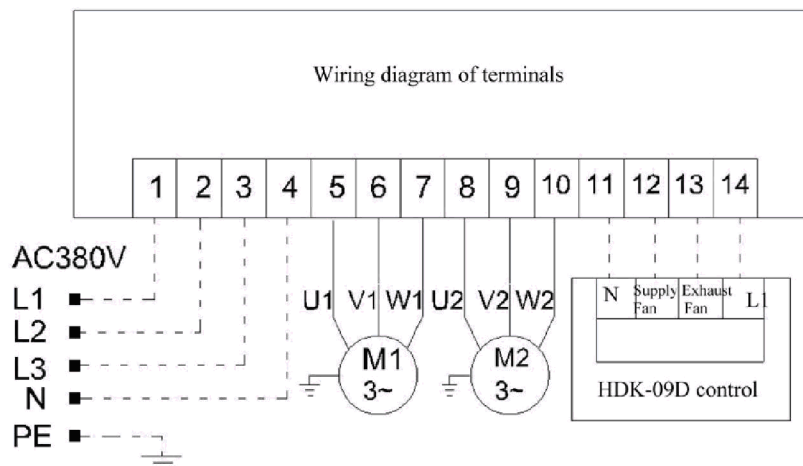 Wiring diagram of terminals
1 2 3 4 5 6 7 8 9 10 11 12 13 14
AC380V
L1
L2
L3
N
PE
U1 V1 W1 U2 V2 W2
M1
3~
M2
3~
N Supply Fan Exhaust Fan L1
HDK-09D control